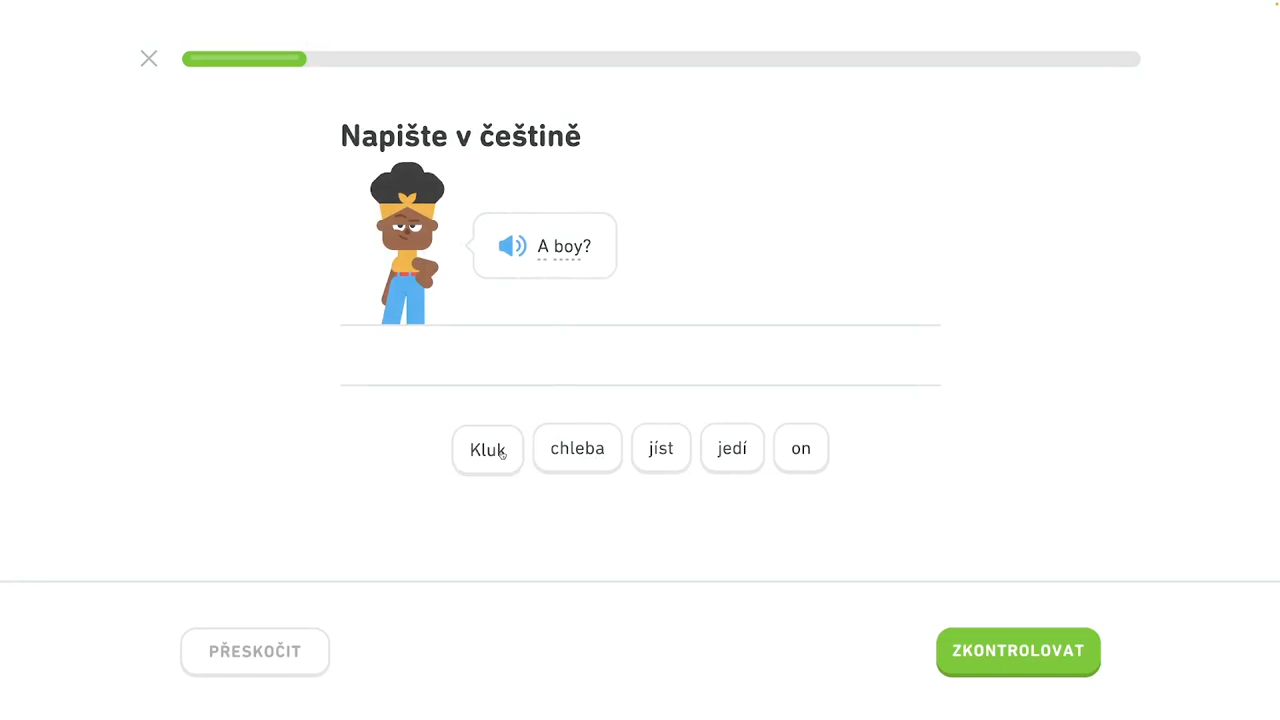 Napište v češtině
A boy?
Kluk chleba jíst jedí on
PŘESKOČIT ZKONTROLOVAT